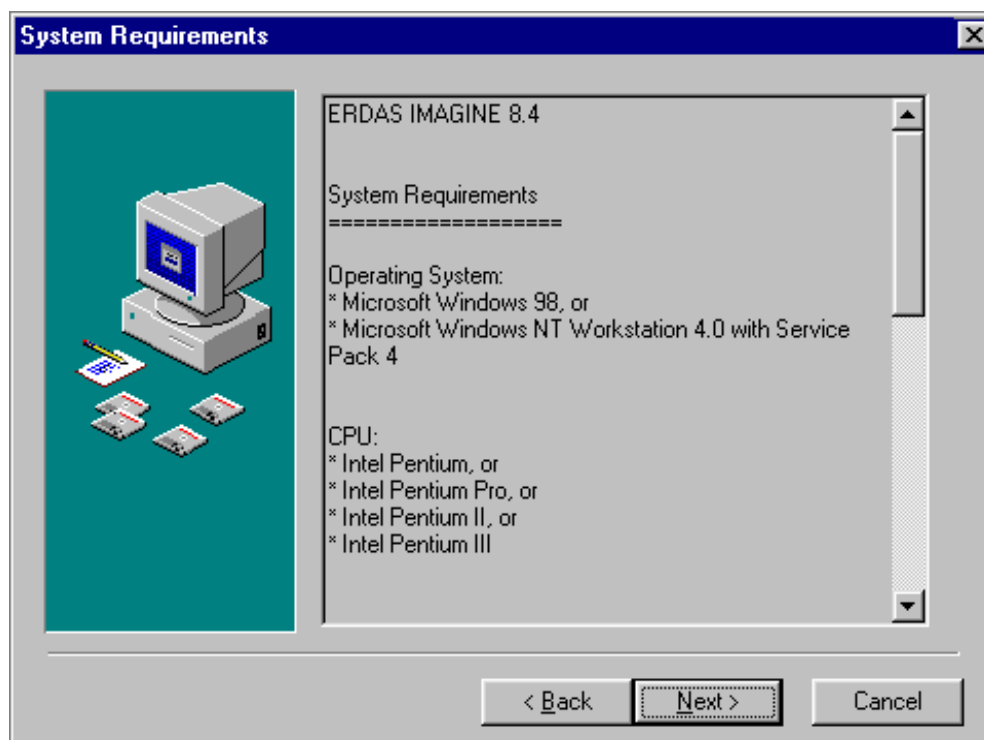 System Requirements
ERDAS IMAGINE 8.4
System Requirements
===================
Operating System:
* Microsoft Windows 98, or
* Microsoft Windows NT Workstation 4.0 with Service
Pack 4
CPU:
* Intel Pentium, or
* Intel Pentium Pro, or
* Intel Pentium II, or
* Intel Pentium III
< Back
Next >
Cancel